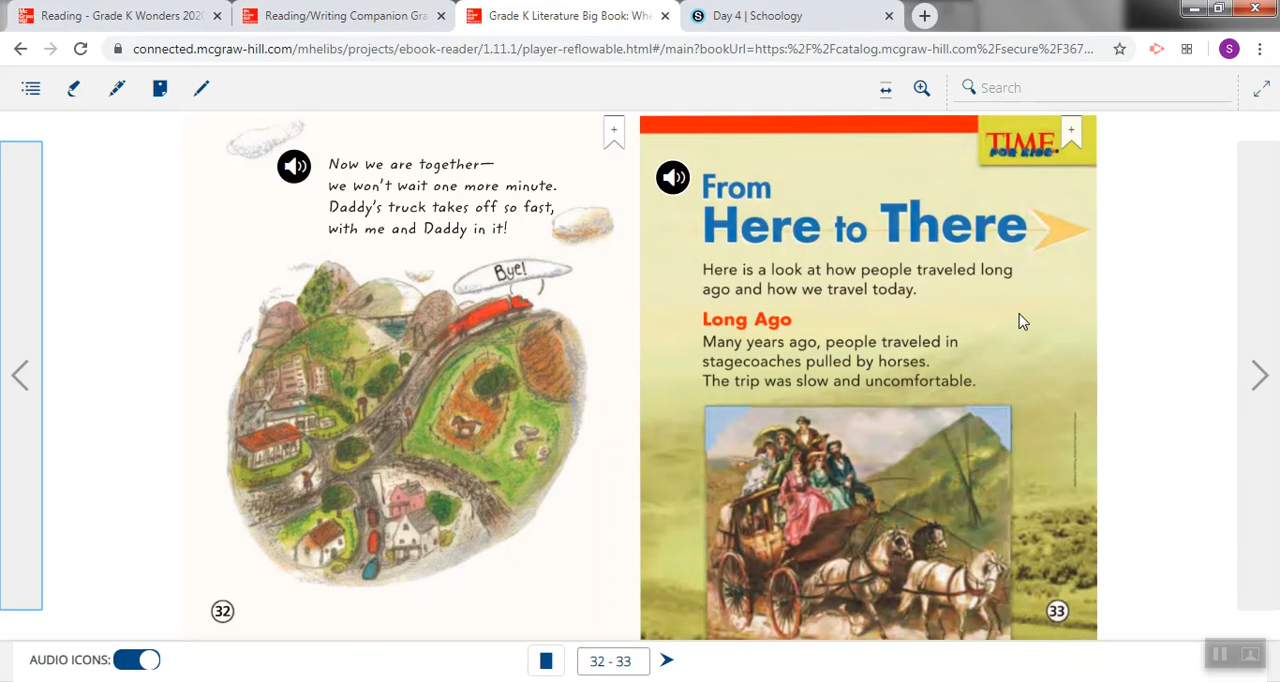 Reading - Grade K Wonders 2020
Reading/Writing Companion Gra
Grade K Literature Big Book: Whe
Day 4 | Schoology
connected.mcgraw-hill.com/mhelibs/projects/ebook-reader/1.11.1/player-reflowable.html#/main?bookUrl=https:%2F%2Fcatalog.mcgraw-hill.com%2Fsecure%2F367...
S
Search
Now we are together—
we won't wait one more minute.
Daddy's truck takes off so fast,
with me and Daddy in it!
Bye!
32
TIME
FOR KIDS
From
Here to There
Here is a look at how people traveled long
ago and how we travel today.
Long Ago
Many years ago, people traveled in
stagecoaches pulled by horses.
The trip was slow and uncomfortable.
33
AUDIO ICONS:
32 - 33